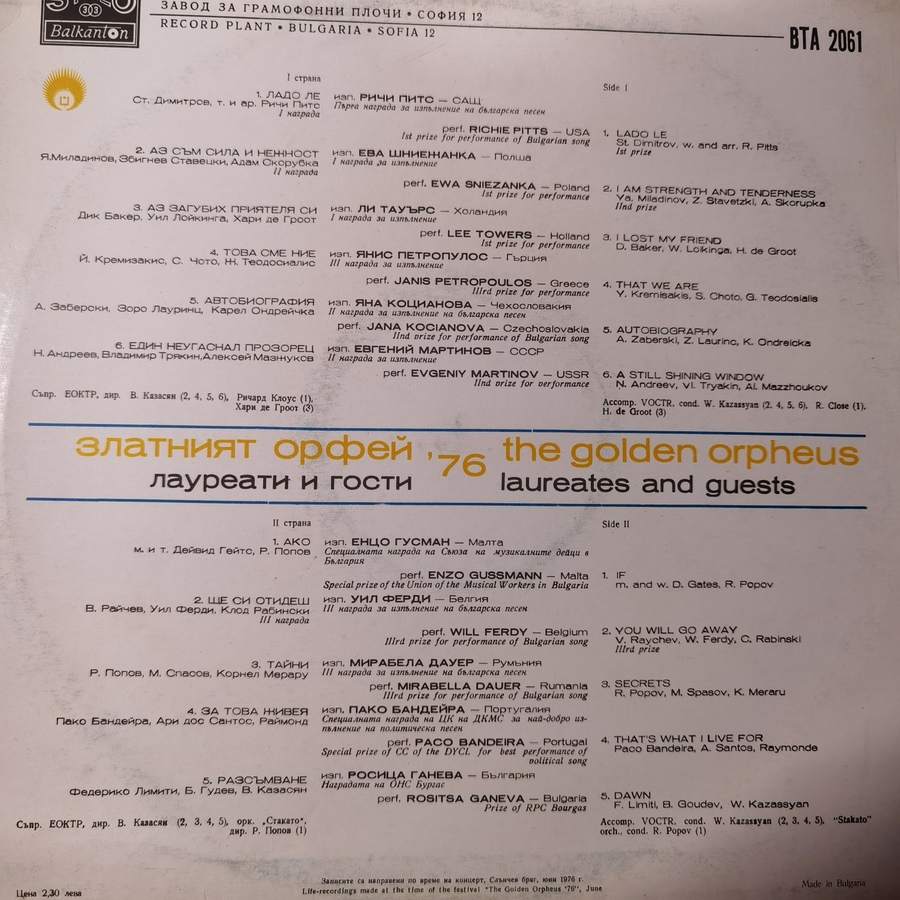 СТЕРЕО
303
Balkanton
ЗАВОД ЗА ГРАМОФОННИ ПЛОЧИ • СОФИЯ 12
RECORD PLANT • BULGARIA • SOFIA 12
ВТА 2061
I страна
1. ЛАДО ЛЕ
Ст. Димитров, т. и ар. Ричи Питс
I награда
изп. РИЧИ ПИТС — САЩ
Първа награда за изпълнение на българска песен
perf. RICHIE PITTS — USA
Ist prize for performance of Bulgarian song
Side I
1. LADO LE
St. Dimitrov, w. and arr. R. Pitts
Ist prize
2. АЗ СЪМ СИЛА И НЕЖНОСТ
Я.Миладинов, Збигнев Ставецки, Адам Скорубка
II награда
изп. ЕВА ШНИЕЖАНКА — Полша
I награда за изпълнение
perf. EWA SNIEZANKA — Poland
Ist prize for performance
2. I AM STRENGTH AND TENDERNESS
Ya. Miladinov, Z. Stavetzki, A. Skorupka
IInd prize
3. АЗ ЗАГУБИХ ПРИЯТЕЛЯ СИ
Дик Бакер, Уил Лойкинга, Хари де Гроот
изп. ЛИ ТАУЪРС — Холандия
I награда за изпълнение
perf. LEE TOWERS — Holland
Ist prize for performance
3. I LOST MY FRIEND
D. Baker, W. Loikinga, H. de Groot
4. ТОВА СМЕ НИЕ
Й. Кремизакис, С. Чото, Ж. Теодосиалис
изп. ЯНИС ПЕТРОПУЛОС — Гърция
III награда за изпълнение
perf. JANIS PETROPOULOS — Greece
IIIrd prize for performance
4. THAT WE ARE
Y. Kremisakis, S. Choto, G. Teodosialis
5. АВТОБИОГРАФИЯ
А. Заберски, Зоро Лауринц, Карел Ондрейчка
изп. ЯНА КОЦИАНОВА — Чехословакия
II награда за изпълнение на българска песен
perf. JANA KOCIANOVA — Czechoslovakia
IInd prize for performance of Bulgarian song
5. AUTOBIOGRAPHY
A. Zaberski, Z. Laurinc, K. Ondreicka
6. ЕДИН НЕУГАСНАЛ ПРОЗОРЕЦ
Н. Андреев, Владимир Трякин,Алексей Мазнуков
изп. ЕВГЕНИЙ МАРТИНОВ — СССР
II награда за изпълнение
perf. EVGENIY MARTINOV — USSR
IInd prize for performance
6. A STILL SHINING WINDOW
N. Andreev, Vl. Tryakin, Al. Mazzhoukov
Съпр. ЕОКТР, дир. В. Казасян (2, 4, 5, 6), Ричард Клоус (1),
Хари де Гроот (3)
Accomp. VOCTR, cond. W. Kazassyan (2. 4, 5, 6), R. Close (1),
H. de Groot (3)
ЗЛАТНИЯТ ОРФЕЙ '76 the golden orpheus
лауреати и гости laureates and guests
II страна
1. АКО
м. и т. Дейвид Гейтс, Р. Попов
изп. ЕНЦО ГУСМАН — Малта
Специалната награда на Съюза на музикалните дейци в
България
perf. ENZO GUSSMANN — Malta
Special prize of the Union of the Musical Workers in Bulgaria
Side II
1. IF
m. and w. D. Gates, R. Popov
2. ЩЕ СИ ОТИДЕШ
В. Райчев, Уил Ферди, Клод Рабински
III награда
изп. УИЛ ФЕРДИ — Белгия
III награда за изпълнение на българска песен
perf. WILL FERDY — Belgium
IIIrd prize for performance of Bulgarian song
2. YOU WILL GO AWAY
V. Raychev, W. Ferdy, C. Rabinski
IIIrd prize
3. ТАЙНИ
Р. Попов, М. Спасов, Корнел Мерару
изп. МИРАБЕЛА ДАУЕР — Румъния
III награда за изпълнение на българска песен
perf. MIRABELLA DAUER — Rumania
IIIrd prize for performance of Bulgarian song
3. SECRETS
R. Popov, M. Spasov, K. Meraru
4. ЗА ТОВА ЖИВЕЯ
Пако Бандейра, Ари дос Сантос, Раймонд
изп. ПАКО БАНДЕЙРА — Португалия
Специалната награда на ЦК на ДКМС за най-добро из-
пълнение на политическа песен
perf. PACO BANDEIRA — Portugal
Special prize of CC of the DYCL for best performance of
political song
4. THAT'S WHAT I LIVE FOR
Paco Bandeira, A. Santos, Raymonde
5. РАЗСЪМВАНЕ
Федерико Лимити, Б. Гудев, В. Казасян
изп. РОСИЦА ГАНЕВА — България
Наградата на ОНС Бургас
perf. ROSITSA GANEVA — Bulgaria
Prize of RPC Bourgas
5. DAWN
F. Limiti, B. Goudev, W. Kazassyan
Съпр. ЕОКТР, дир. В. Казасян (2, 3, 4, 5), орк. „Стакато",
дир. Р. Попов (1)
Accomp. VOCTR, cond. W. Kazassyan (2, 3, 4, 5), "Stakato"
orch., cond. R. Popov (1)
Записите са направени по време на концерт, Слънчев бряг, юни 1976 г.
Life-recordings made at the time of the festival "The Golden Orpheus '76", June
Цена 2,30 лева
Made in Bulgaria